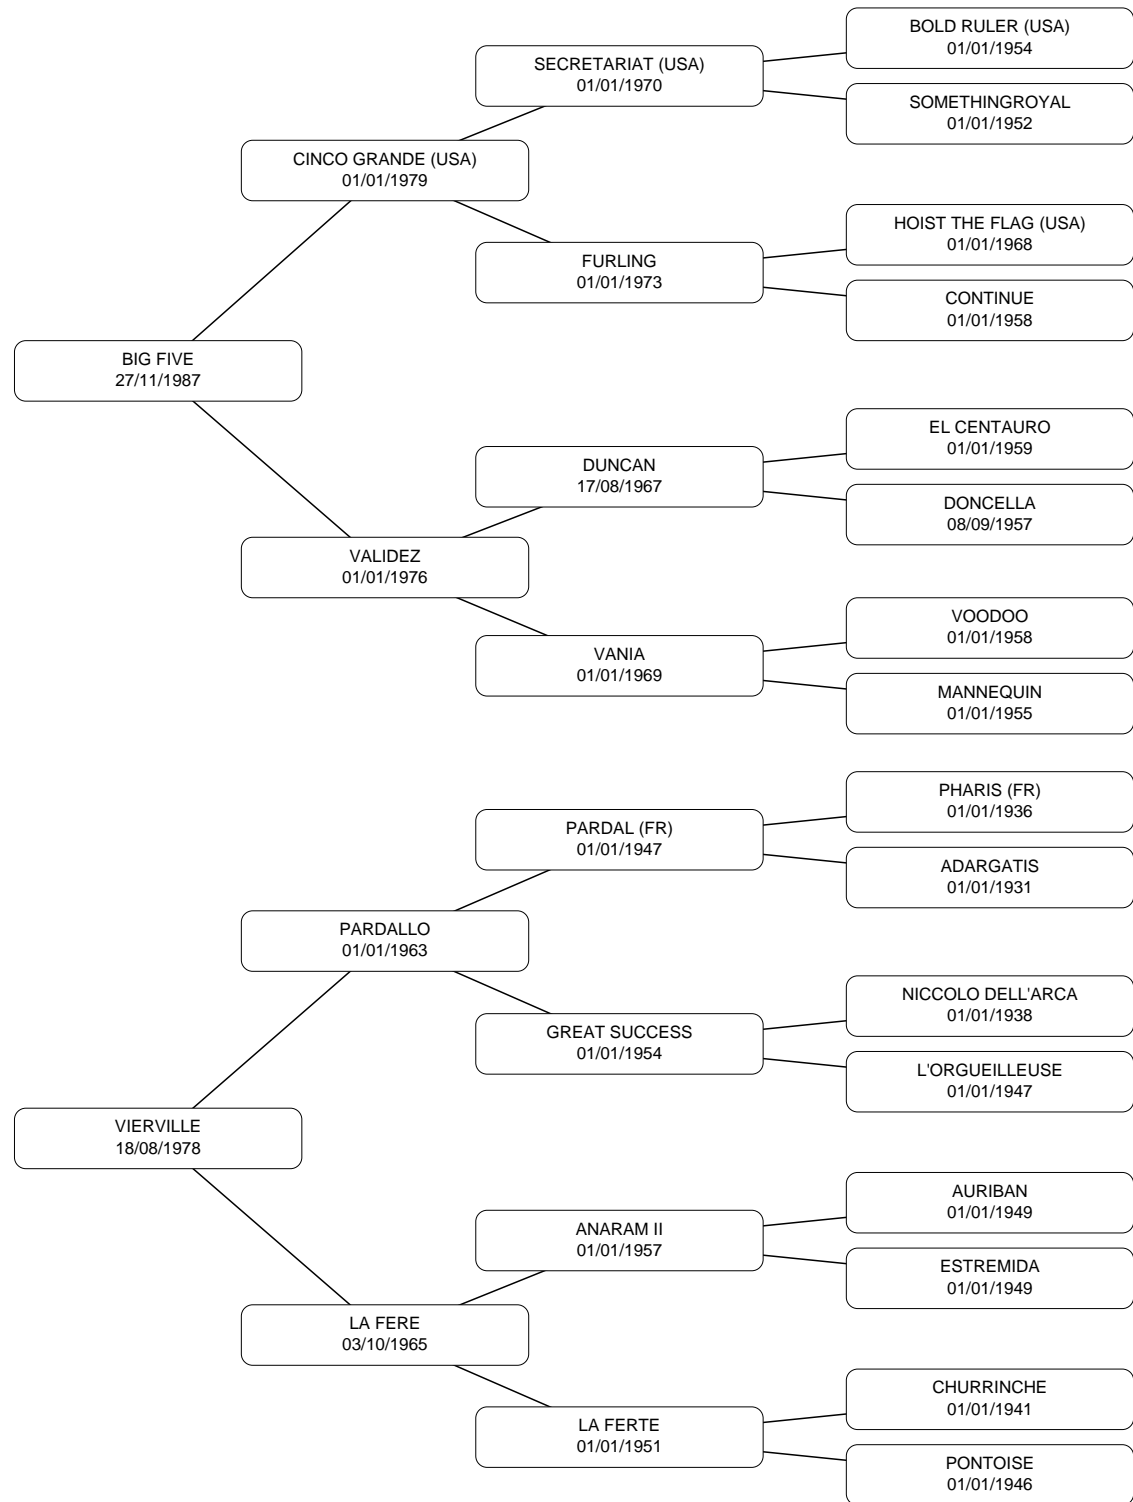 BOLD RULER (USA)
01/01/1954
SECRETARIAT (USA)
01/01/1970
SOMETHINGROYAL
01/01/1952
CINCO GRANDE (USA)
01/01/1979
HOIST THE FLAG (USA)
01/01/1968
FURLING
01/01/1973
CONTINUE
01/01/1958
BIG FIVE
27/11/1987
EL CENTAURO
01/01/1959
DUNCAN
17/08/1967
DONCELLA
08/09/1957
VALIDEZ
01/01/1976
VOODOO
01/01/1958
VANIA
01/01/1969
MANNEQUIN
01/01/1955
PHARIS (FR)
01/01/1936
PARDAL (FR)
01/01/1947
ADARGATIS
01/01/1931
PARDALLO
01/01/1963
NICCOLO DELL'ARCA
01/01/1938
GREAT SUCCESS
01/01/1954
L'ORGUEILLEUSE
01/01/1947
VIERVILLE
18/08/1978
AURIBAN
01/01/1949
ANARAM II
01/01/1957
ESTREMIDA
01/01/1949
LA FERE
03/10/1965
CHURRINCHE
01/01/1941
LA FERTE
01/01/1951
PONTOISE
01/01/1946